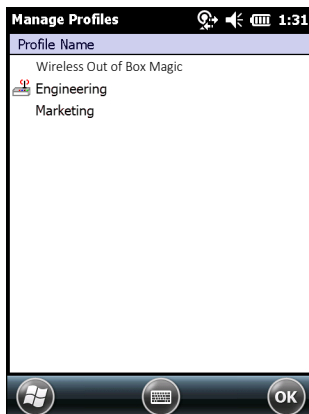 Manage Profiles 1:31
Profile Name
Wireless Out of Box Magic
Engineering
Marketing
OK